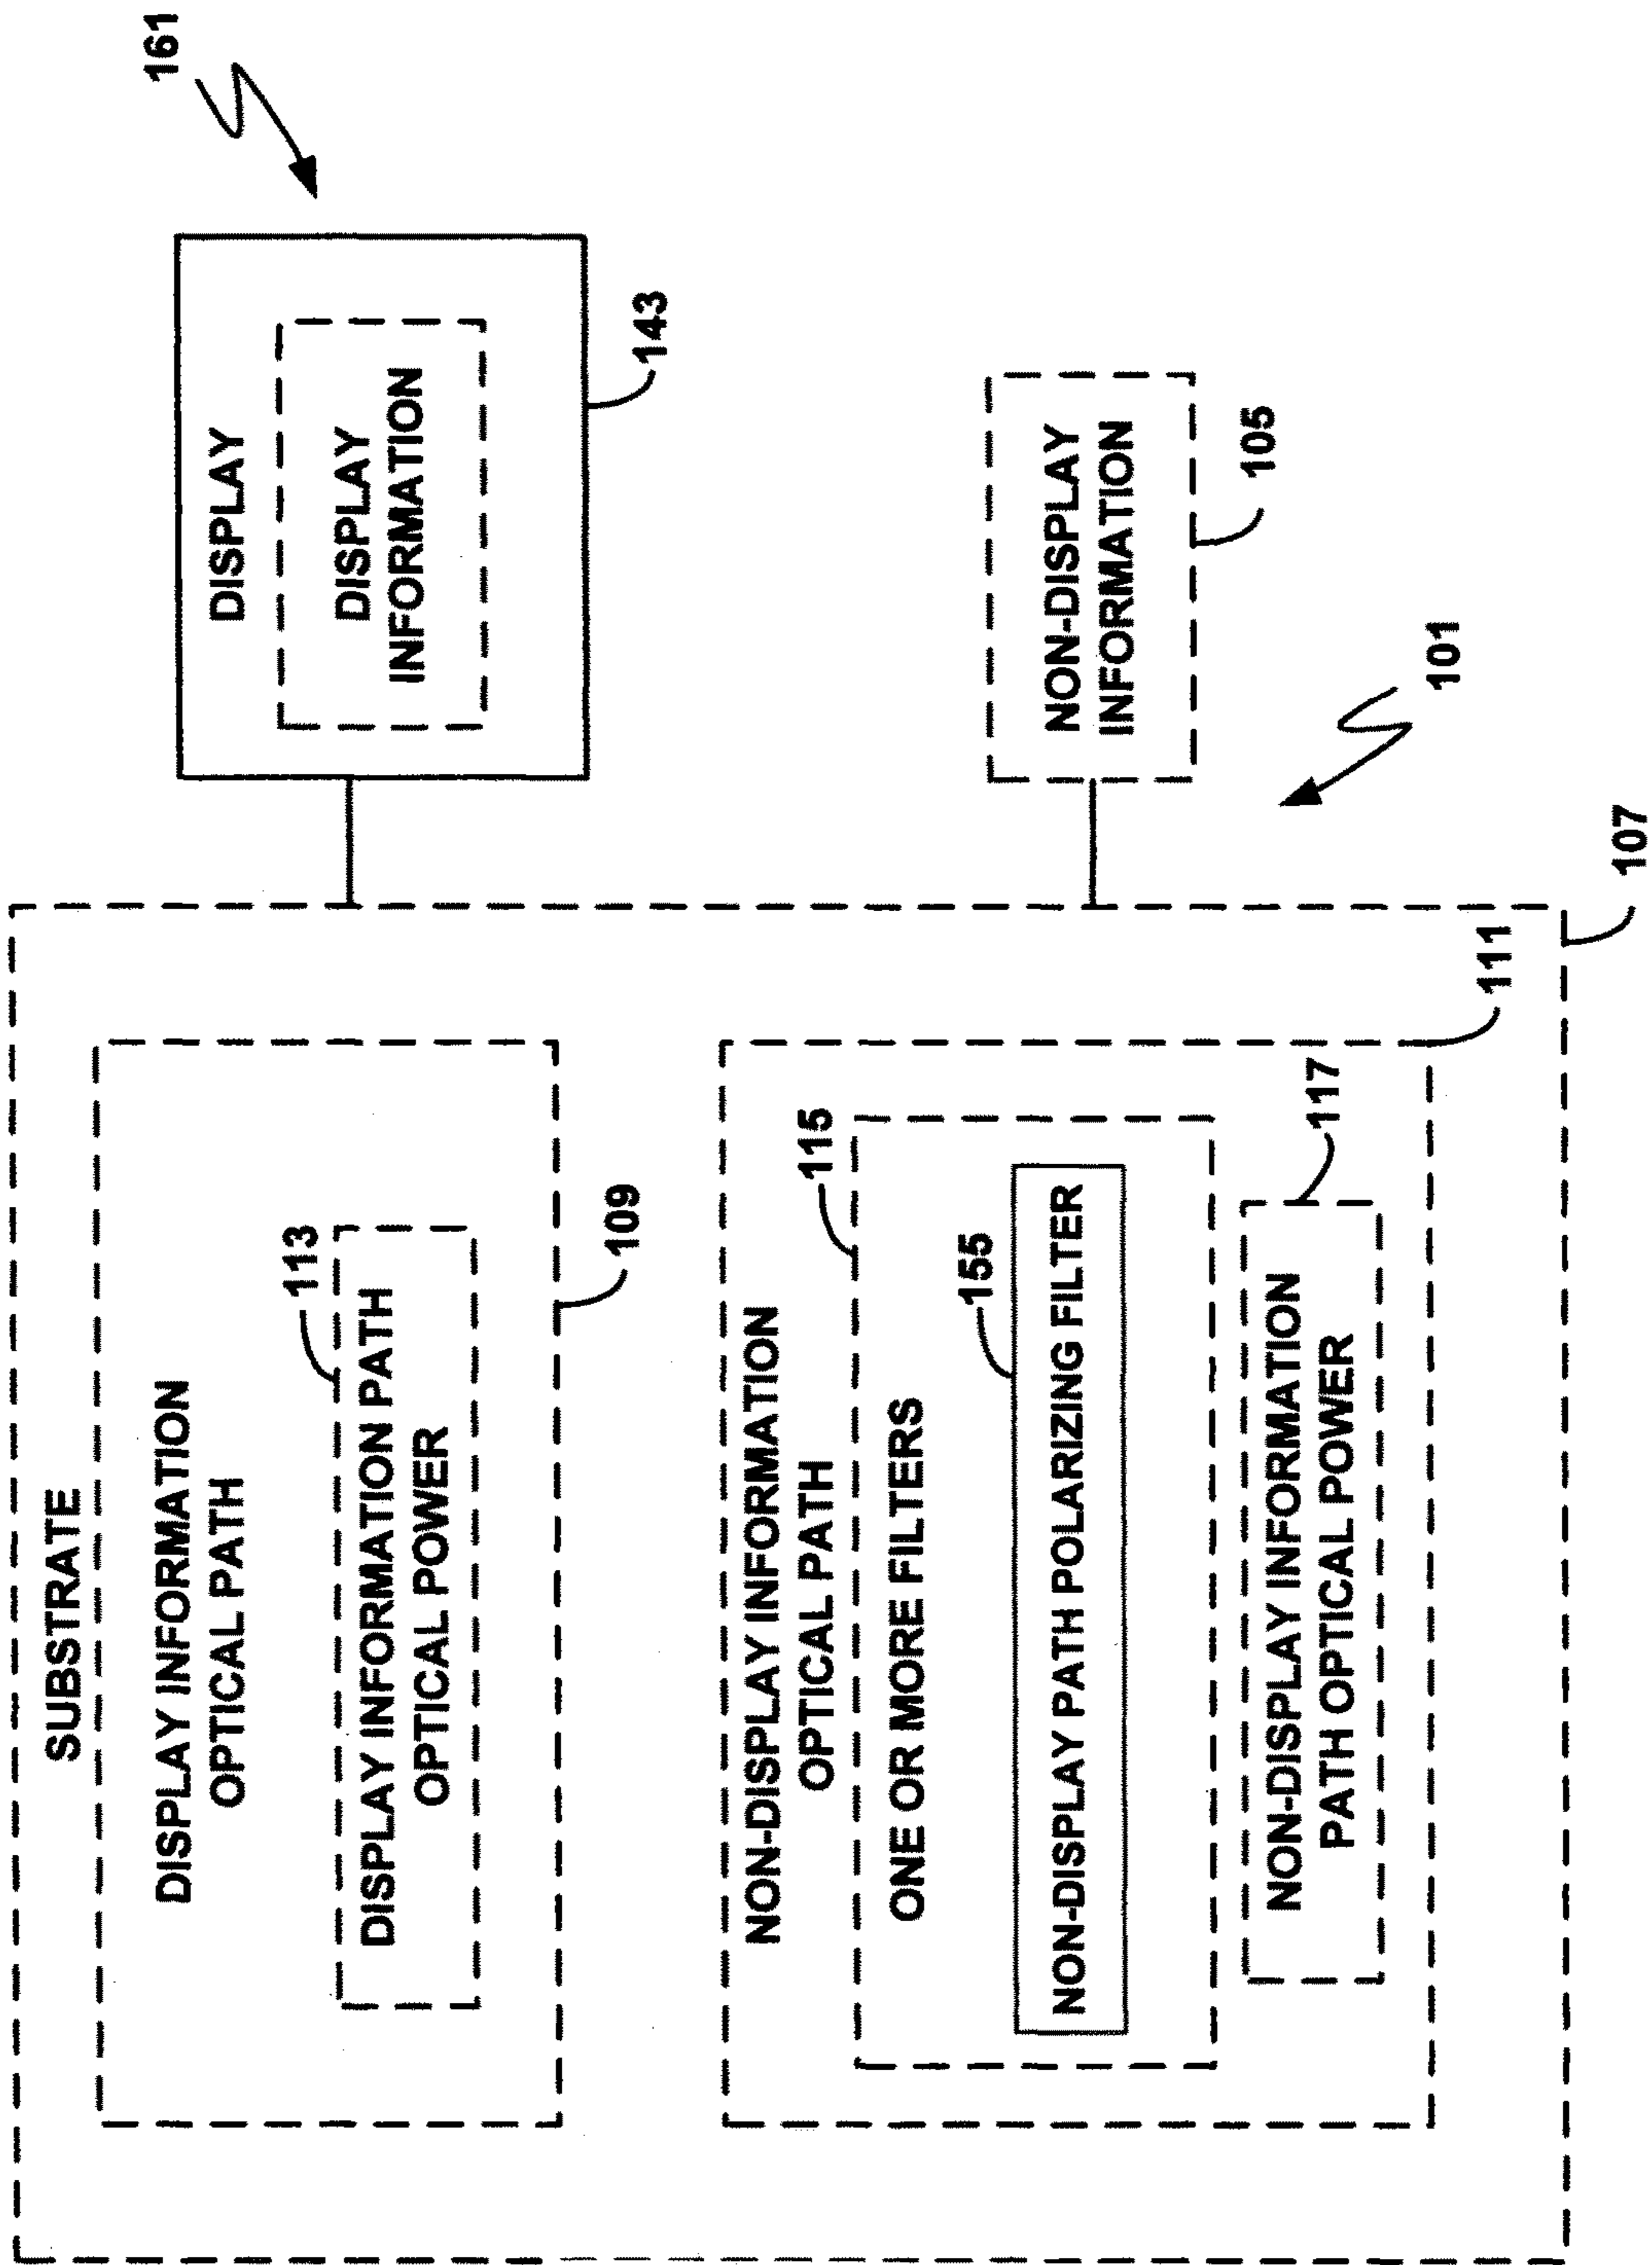 161
DISPLAY
DISPLAY
INFORMATION
143
NON-DISPLAY
INFORMATION
105
101
107
SUBSTRATE
DISPLAY INFORMATION
OPTICAL PATH
113
DISPLAY INFORMATION PATH
OPTICAL POWER
109
111
NON-DISPLAY INFORMATION
OPTICAL PATH
115
ONE OR MORE FILTERS
155
NON-DISPLAY PATH POLARIZING FILTER
117
NON-DISPLAY INFORMATION
PATH OPTICAL POWER